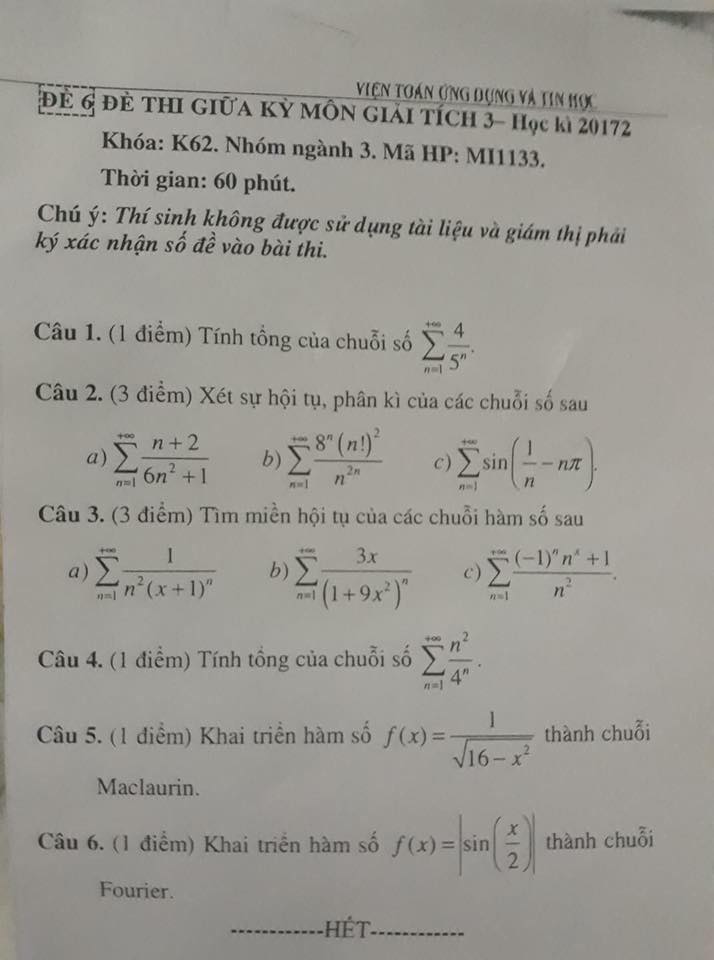 VIỆN TOÁN ỨNG DỤNG VÀ TIN HỌC
ĐỀ 6 ĐỀ THI GIỮA KỲ MÔN GIẢI TÍCH 3– Học kì 20172
Khóa: K62. Nhóm ngành 3. Mã HP: MI1133.
Thời gian: 60 phút.
Chú ý: Thí sinh không được sử dụng tài liệu và giám thị phải
ký xác nhận số đề vào bài thi.
Câu 1. (1 điểm) Tính tổng của chuỗi số \sum_{n=1}^{+\infty} \frac{4}{5^n}.
Câu 2. (3 điểm) Xét sự hội tụ, phân kì của các chuỗi số sau
a) \sum_{n=1}^{+\infty} \frac{n+2}{6n^2+1} b) \sum_{n=1}^{+\infty} \frac{8^n(n!)^2}{n^{2n}} c) \sum_{n=1}^{+\infty} \sin\left(\frac{1}{n}-n\pi\right).
Câu 3. (3 điểm) Tìm miền hội tụ của các chuỗi hàm số sau
a) \sum_{n=1}^{+\infty} \frac{1}{n^2(x+1)^n} b) \sum_{n=1}^{+\infty} \frac{3x}{(1+9x^2)^n} c) \sum_{n=1}^{+\infty} \frac{(-1)^n n^x+1}{n^2}.
Câu 4. (1 điểm) Tính tổng của chuỗi số \sum_{n=1}^{+\infty} \frac{n^2}{4^n}.
Câu 5. (1 điểm) Khai triển hàm số f(x)=\frac{1}{\sqrt{16-x^2}} thành chuỗi
Maclaurin.
Câu 6. (1 điểm) Khai triển hàm số f(x)=\left|\sin\left(\frac{x}{2}\right)\right| thành chuỗi
Fourier.
------------HẾT------------